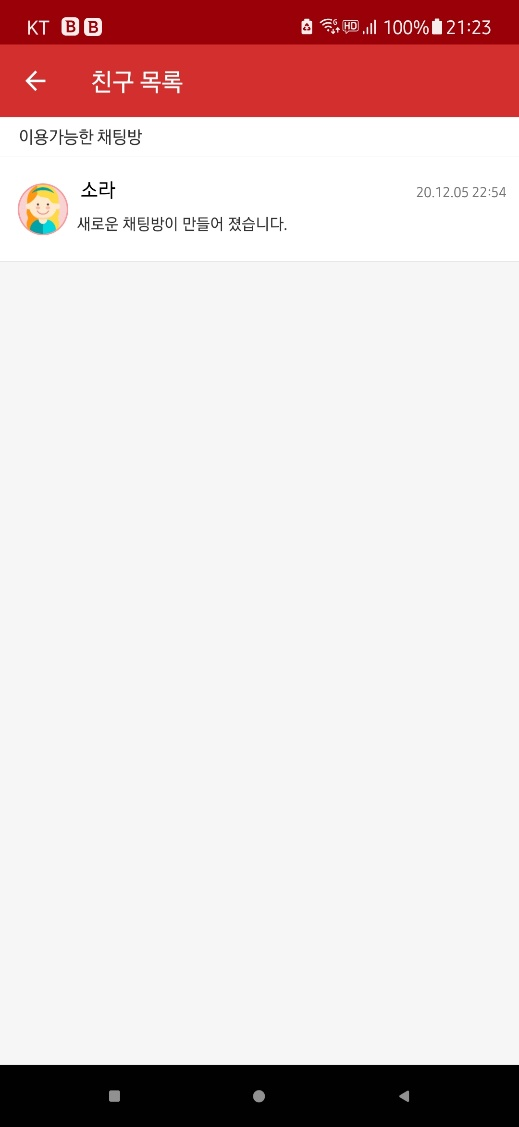 KT B B HD 100% 21:23
친구 목록
이용가능한 채팅방
소라 20.12.05 22:54
새로운 채팅방이 만들어 졌습니다.